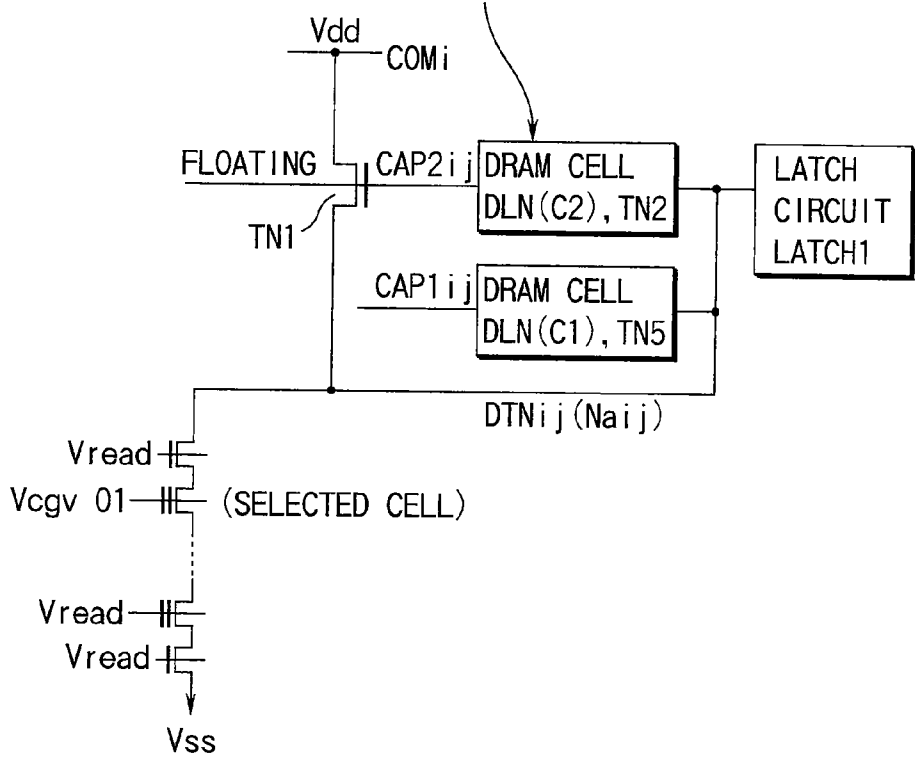 Vdd
COMi
FLOATING
CAP2ij
DRAM CELL
DLN(C2), TN2
LATCH
CIRCUIT
LATCH1
TN1
CAP1ij
DRAM CELL
DLN(C1), TN5
DTNij(Naij)
Vread
Vcgv 01
(SELECTED CELL)
Vread
Vread
Vss